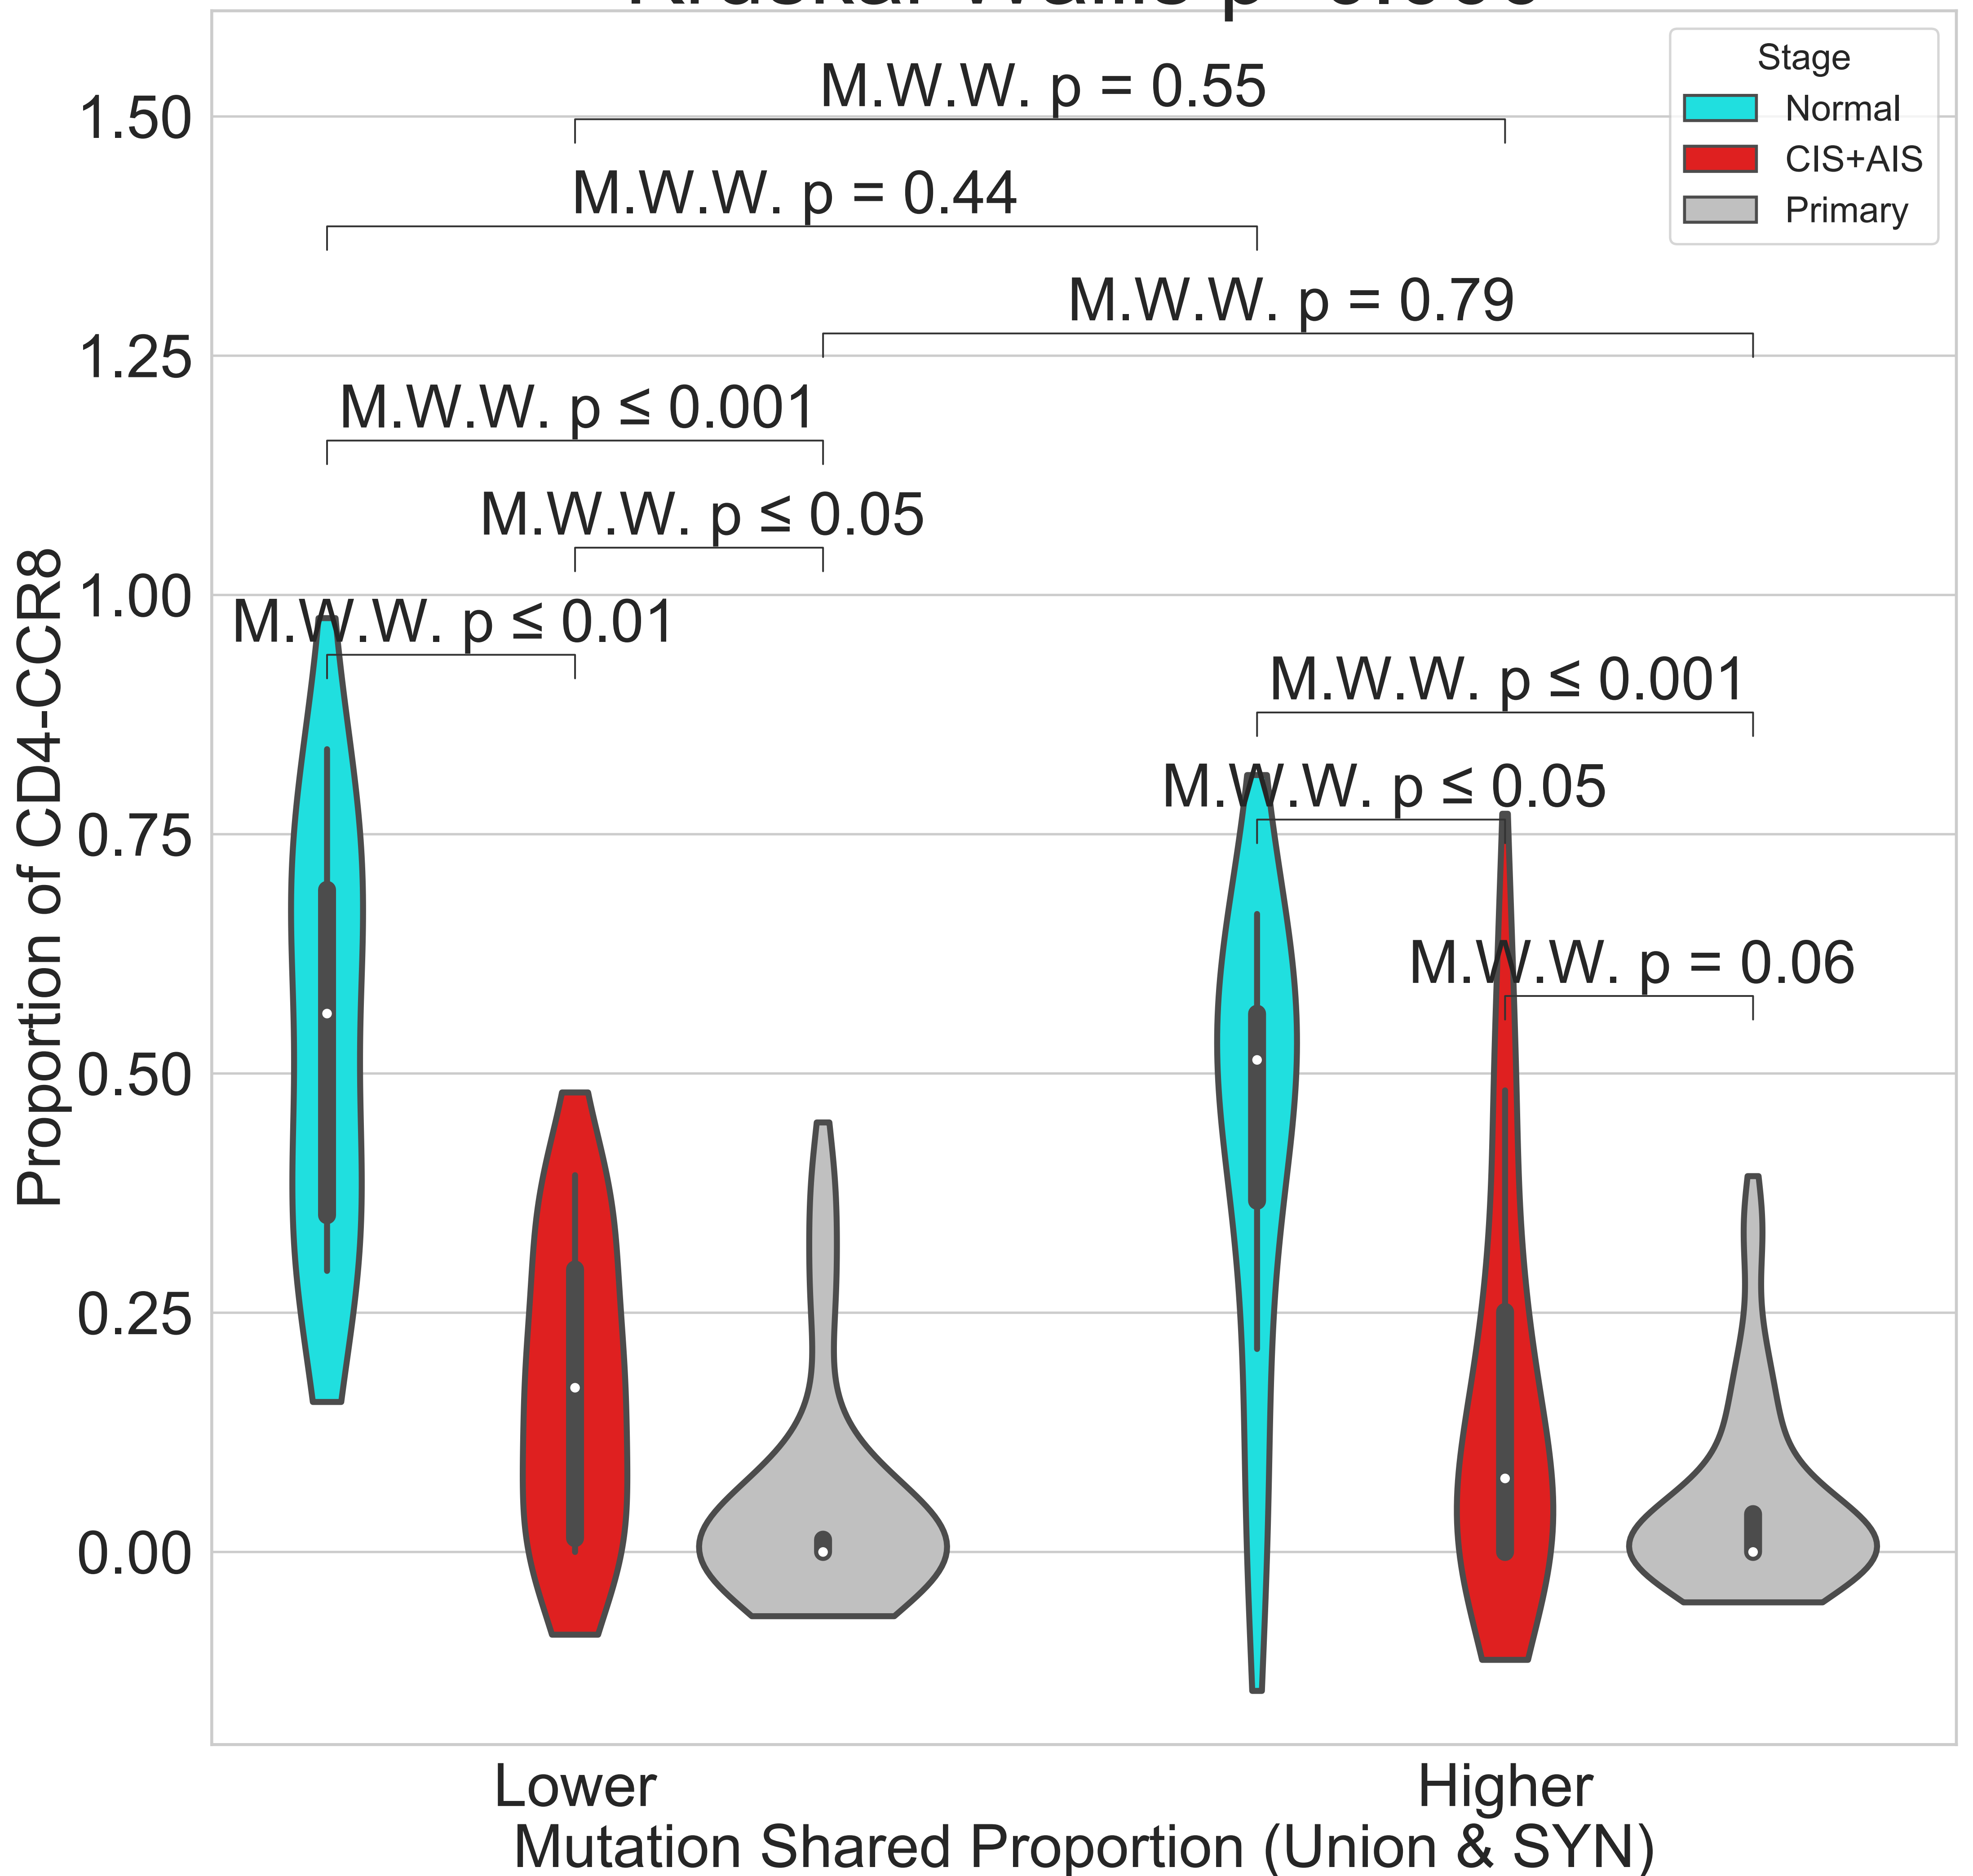 Stage
Normal
CIS+AIS
Primary
M.W.W. p = 0.55
M.W.W. p = 0.44
M.W.W. p = 0.79
M.W.W. p ≤ 0.001
M.W.W. p ≤ 0.05
M.W.W. p ≤ 0.01
M.W.W. p ≤ 0.001
M.W.W. p ≤ 0.05
M.W.W. p = 0.06
1.50
1.25
1.00
0.75
0.50
0.25
0.00
Proportion of CD4-CCR8
Lower
Higher
Mutation Shared Proportion (Union & SYN)